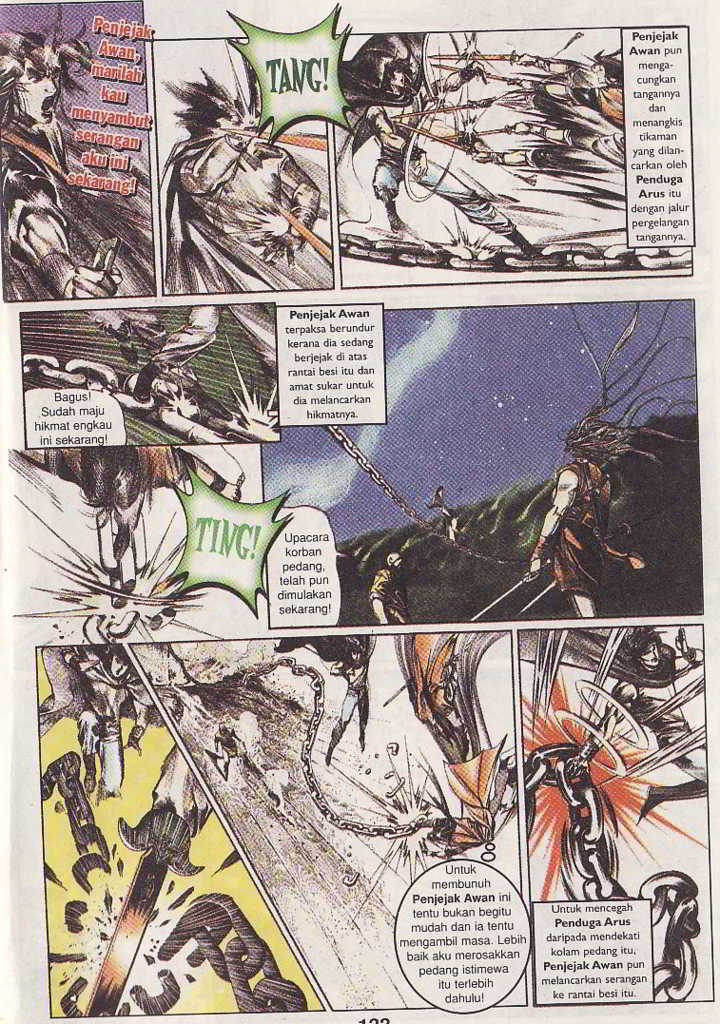 Penjejak
Awan,
marilah
kau
menyambut
serangan
aku ini
sekarang!
TANG!
Penjejak
Awan pun
menga-
cungkan
tangannya
dan
menangkis
tikaman
yang dilan-
carkan oleh
Penduga
Arus itu
dengan jalur
pergelangan
tangannya.
Bagus!
Sudah maju
hikmat engkau
ini sekarang!
Penjejak Awan
terpaksa berundur
kerana dia sedang
berjejak di atas
rantai besi itu dan
amat sukar untuk
dia melancarkan
hikmatnya.
TING!
Upacara
korban
pedang,
telah pun
dimulakan
sekarang!
Untuk
membunuh
Penjejak Awan ini
tentu bukan begitu
mudah dan ia tentu
mengambil masa. Lebih
baik aku merosakkan
pedang istimewa
itu terlebih
dahulu!
Untuk mencegah
Penduga Arus
daripada mendekati
kolam pedang itu,
Penjejak Awan pun
melancarkan serangan
ke rantai besi itu.